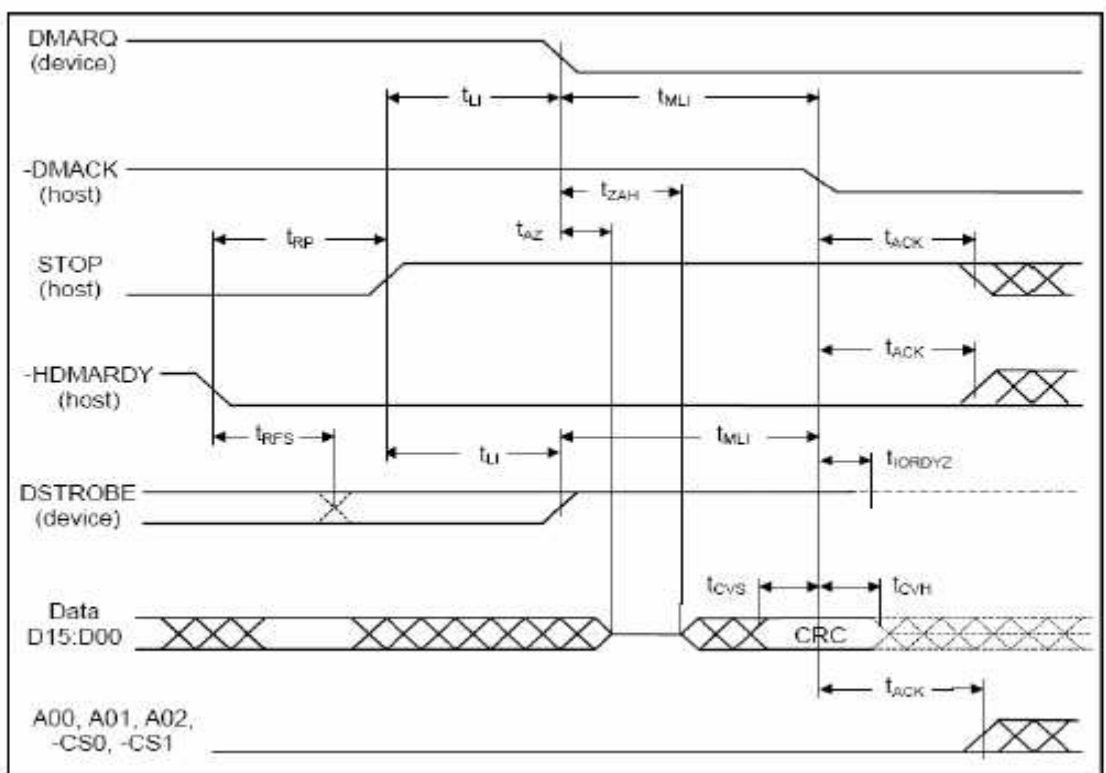 DMARQ
(device)
tLI
tMLI
-DMACK
(host)
tZAH
tAZ
tRP
tACK
STOP
(host)
tACK
-HDMARDY
(host)
tRFS
tLI
tMLI
tIORDYZ
DSTROBE
(device)
tCVS
tCVH
Data
D15:D00
CRC
tACK
A00, A01, A02,
-CS0, -CS1